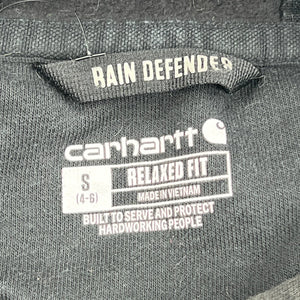 RAIN DEFENDER
carhartt
S
(4-6)
RELAXED FIT
MADE IN VIETNAM
BUILT TO SERVE AND PROTECT
HARDWORKING PEOPLE